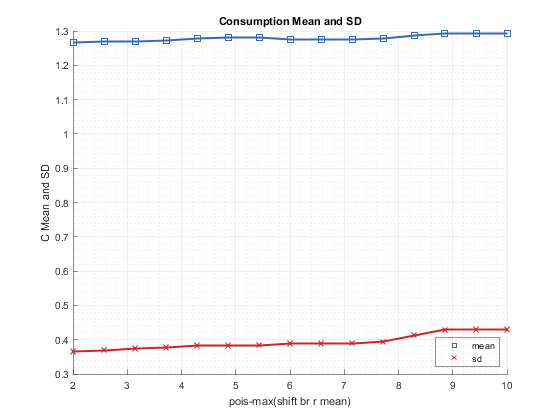 Consumption Mean and SD
1.3
1.2
1.1
1
0.9
0.8
0.7
0.6
0.5
0.4
0.3
C Mean and SD
2 3 4 5 6 7 8 9 10
pois-max(shift br r mean)
mean
sd